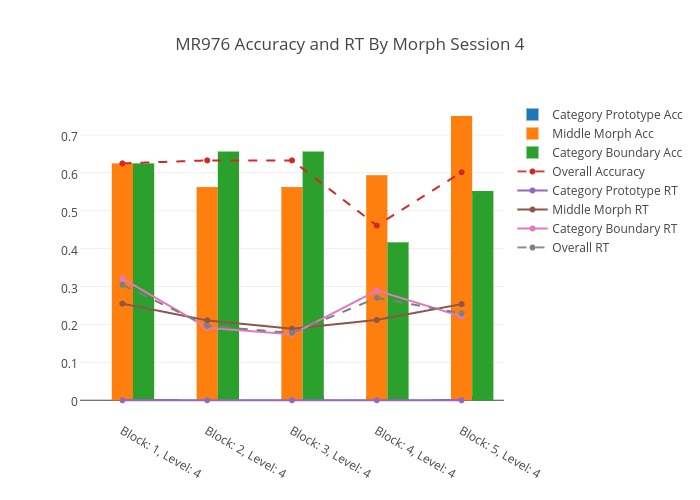 MR976 Accuracy and RT By Morph Session 4
Category Prototype Acc
Middle Morph Acc
Category Boundary Acc
Overall Accuracy
Category Prototype RT
Middle Morph RT
Category Boundary RT
Overall RT
0.7
0.6
0.5
0.4
0.3
0.2
0.1
0
Block: 1, Level: 4
Block: 2, Level: 4
Block: 3, Level: 4
Block: 4, Level: 4
Block: 5, Level: 4